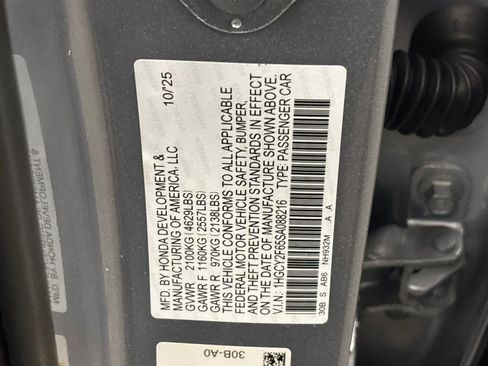 MFD. BY HONDA DEVELOPMENT &
MANUFACTURING OF AMERICA, LLC 10/'25
GVWR 2100KG (4629LBS)
GAWR F 1160KG (2557LBS)
GAWR R 970KG (2138LBS)
THIS VEHICLE CONFORMS TO ALL APPLICABLE
FEDERAL MOTOR VEHICLE SAFETY, BUMPER,
AND THEFT PREVENTION STANDARDS IN EFFECT
ON THE DATE OF MANUFACTURE SHOWN ABOVE.
V.I.N.: 1HGCY2F65SA088216 TYPE: PASSENGER CAR
30B S AB6 NH932M A A
30B-A0